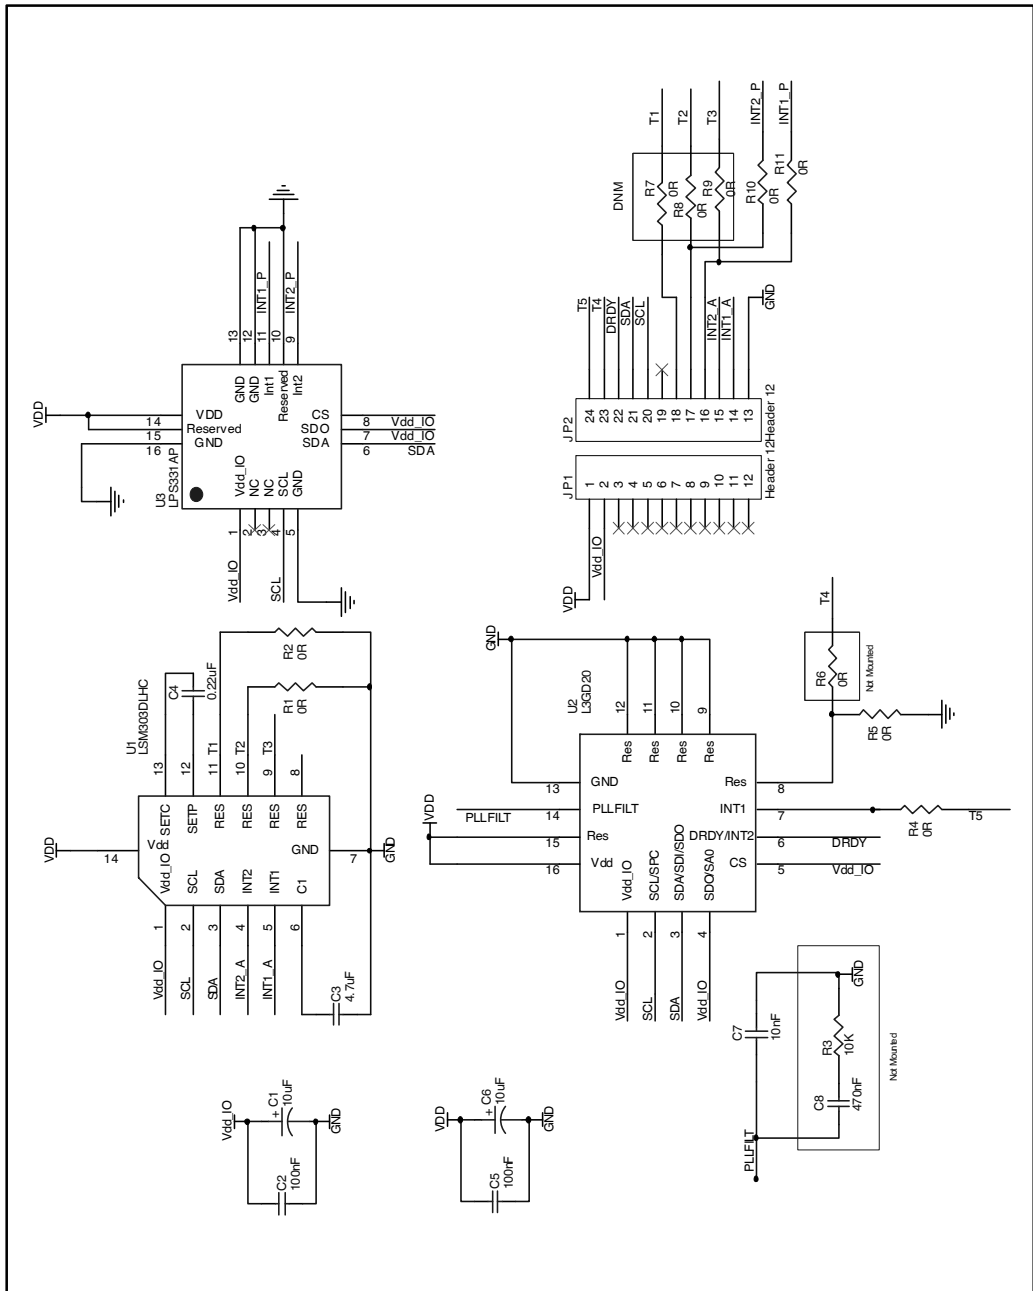 VDD
14
15
16
VDD
Reserved
GND
U3
LPS331AP
13
12
11
10
9
GND
GND
Int1
Reserved
Int2
INT1_P
INT2_P
CS
SDO
SDA
8
7
6
Vdd_IO
Vdd_IO
SDA
Vdd_IO
NC
NC
SCL
GND
1
2
3
4
5
Vdd_IO
SCL
T1
T2
T3
INT2_P
INT1_P
DNM
R7
0R
R8
0R
R9
0R
R10
0R
R11
0R
T5
T4
DRDY
SDA
SCL
INT2_A
INT1_A
GND
JP2
24
23
22
21
20
19
18
17
16
15
14
13
Header 12
JP1
1
2
3
4
5
6
7
8
9
10
11
12
Header 12
VDD
Vdd_IO
U1
LSM303DLHC
C4
0.22uF
R2
0R
R1
0R
13
12
11
10
9
8
T1
T2
T3
SETC
SETP
RES
RES
RES
RES
VDD
14
Vdd
GND
7
GND
Vdd_IO
SCL
SDA
INT2
INT1
C1
1
2
3
4
5
6
Vdd_IO
SCL
SDA
INT2_A
INT1_A
C3
4.7uF
GND
U2
L3GD20
12
11
10
9
Res
Res
Res
Res
13
14
15
16
PLLFILT
VDD
GND
PLLFILT
Res
Vdd
Res
INT1
DRDY/INT2
CS
8
7
6
5
DRDY
Vdd_IO
T4
R6
0R
Not Mounted
R5
0R
R4
0R
T5
Vdd_IO
SCL/SPC
SDA/SDI/SDO
SDO/SA0
1
2
3
4
Vdd_IO
SCL
SDA
Vdd_IO
Vdd_IO
+
C1
10uF
GND
C2
100nF
VDD
+
C6
10uF
GND
C5
100nF
C7
10nF
GND
R3
10K
C8
470nF
Not Mounted
PLLFILT